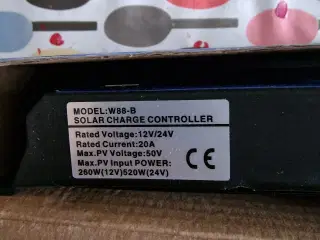 MODEL:W88-B
SOLAR CHARGE CONTROLLER
Rated Voltage:12V/24V
Rated Current:20A
Max.PV Voltage:50V
Max.PV Input POWER:
260W(12V)520W(24V)
CE